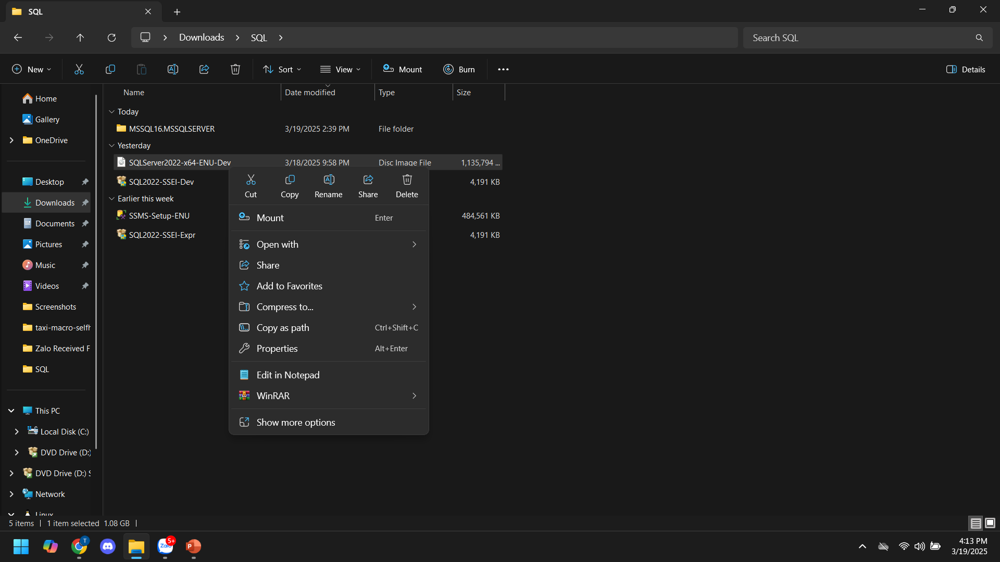 SQL
Downloads
SQL
Search SQL
New
Sort
View
Mount
Burn
Details
Name
Date modified
Type
Size
Home
Gallery
OneDrive
Desktop
Downloads
Documents
Pictures
Music
Videos
Screenshots
taxi-macro-selfh
Zalo Received F
SQL
This PC
Local Disk (C:)
DVD Drive (D:)
DVD Drive (D:) S
Network
Linux
Today
MSSQL16.MSSQLSERVER 3/19/2025 2:39 PM File folder
Yesterday
SQLServer2022-x64-ENU-Dev 3/18/2025 9:58 PM Disc Image File 1,135,794 ...
SQL2022-SSEI-Dev 4,191 KB
Earlier this week
SSMS-Setup-ENU 484,561 KB
SQL2022-SSEI-Expr 4,191 KB
Cut
Copy
Rename
Share
Delete
Mount Enter
Open with
Share
Add to Favorites
Compress to...
Copy as path Ctrl+Shift+C
Properties Alt+Enter
Edit in Notepad
WinRAR
Show more options
5 items
1 item selected 1.08 GB
T
Zalo
5+
P
4:13 PM
3/19/2025